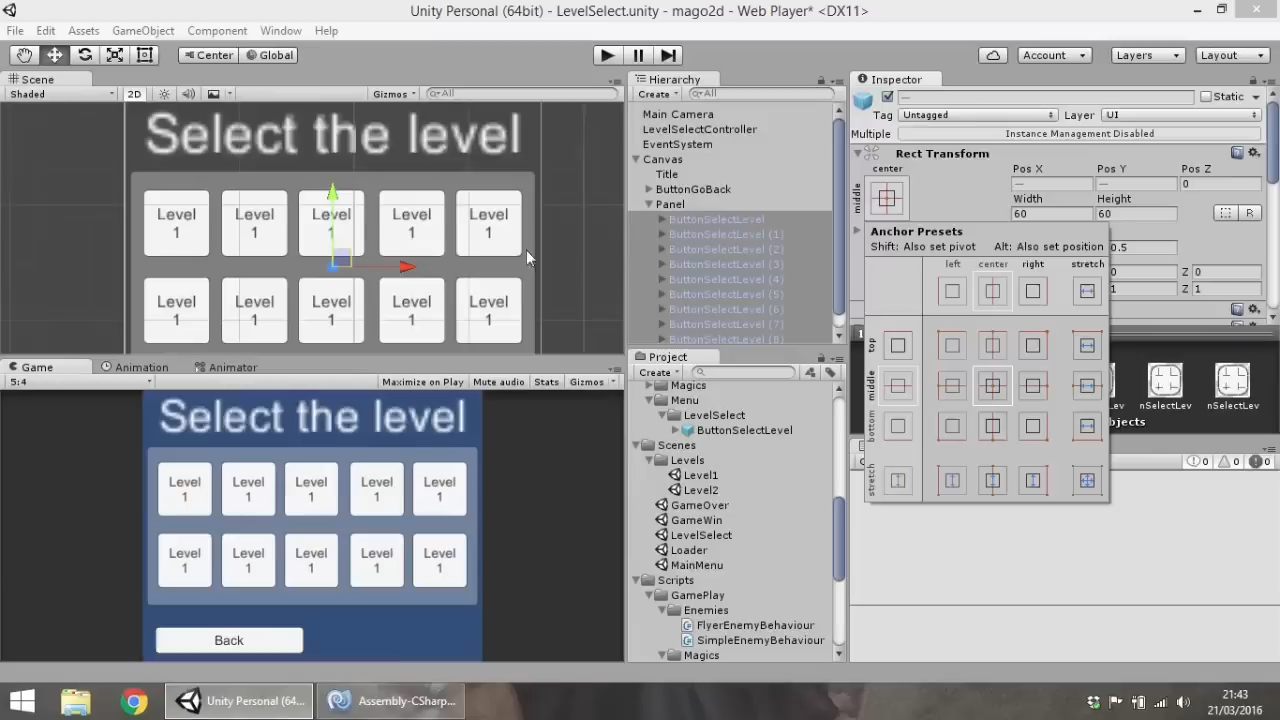 Unity Personal (64bit) - LevelSelect.unity - mago2d - Web Player* <DX11>
File Edit Assets GameObject Component Window Help
Center Global Account Layers Layout
Scene
Shaded 2D Gizmos All
Select the level
Level 1 Level 1 Level 1 Level 1 Level 1
Level 1 Level 1 Level 1 Level 1 Level 1
Game Animation Animator
5:4 Maximize on Play Mute audio Stats Gizmos
Select the level
Level 1 Level 1 Level 1 Level 1 Level 1
Level 1 Level 1 Level 1 Level 1 Level 1
Back
Hierarchy
Create All
Main Camera
LevelSelectController
EventSystem
Canvas
Title
ButtonGoBack
Panel
ButtonSelectLevel
ButtonSelectLevel (1)
ButtonSelectLevel (2)
ButtonSelectLevel (3)
ButtonSelectLevel (4)
ButtonSelectLevel (5)
ButtonSelectLevel (6)
ButtonSelectLevel (7)
ButtonSelectLevel (8)
Project
Create
Magics
Menu
LevelSelect
ButtonSelectLevel
Scenes
Levels
Level1
Level2
GameOver
GameWin
LevelSelect
Loader
MainMenu
Scripts
GamePlay
Enemies
FlyerEnemyBehaviour
SimpleEnemyBehaviour
Magics
Inspector
— Static
Tag Untagged Layer UI
Multiple Instance Management Disabled
Rect Transform
center Pos X Pos Y Pos Z
middle — — 0
Width Height
60 60 R
Anchor Presets
Shift: Also set pivot Alt: Also set position 0.5
left center right stretch
0 Z 0
1 Z 1
top
middle
bottom
stretch
nSelectLev nSelectLev
bjects
0 0 0
Unity Personal (64... Assembly-CSharp...
21:43
21/03/2016